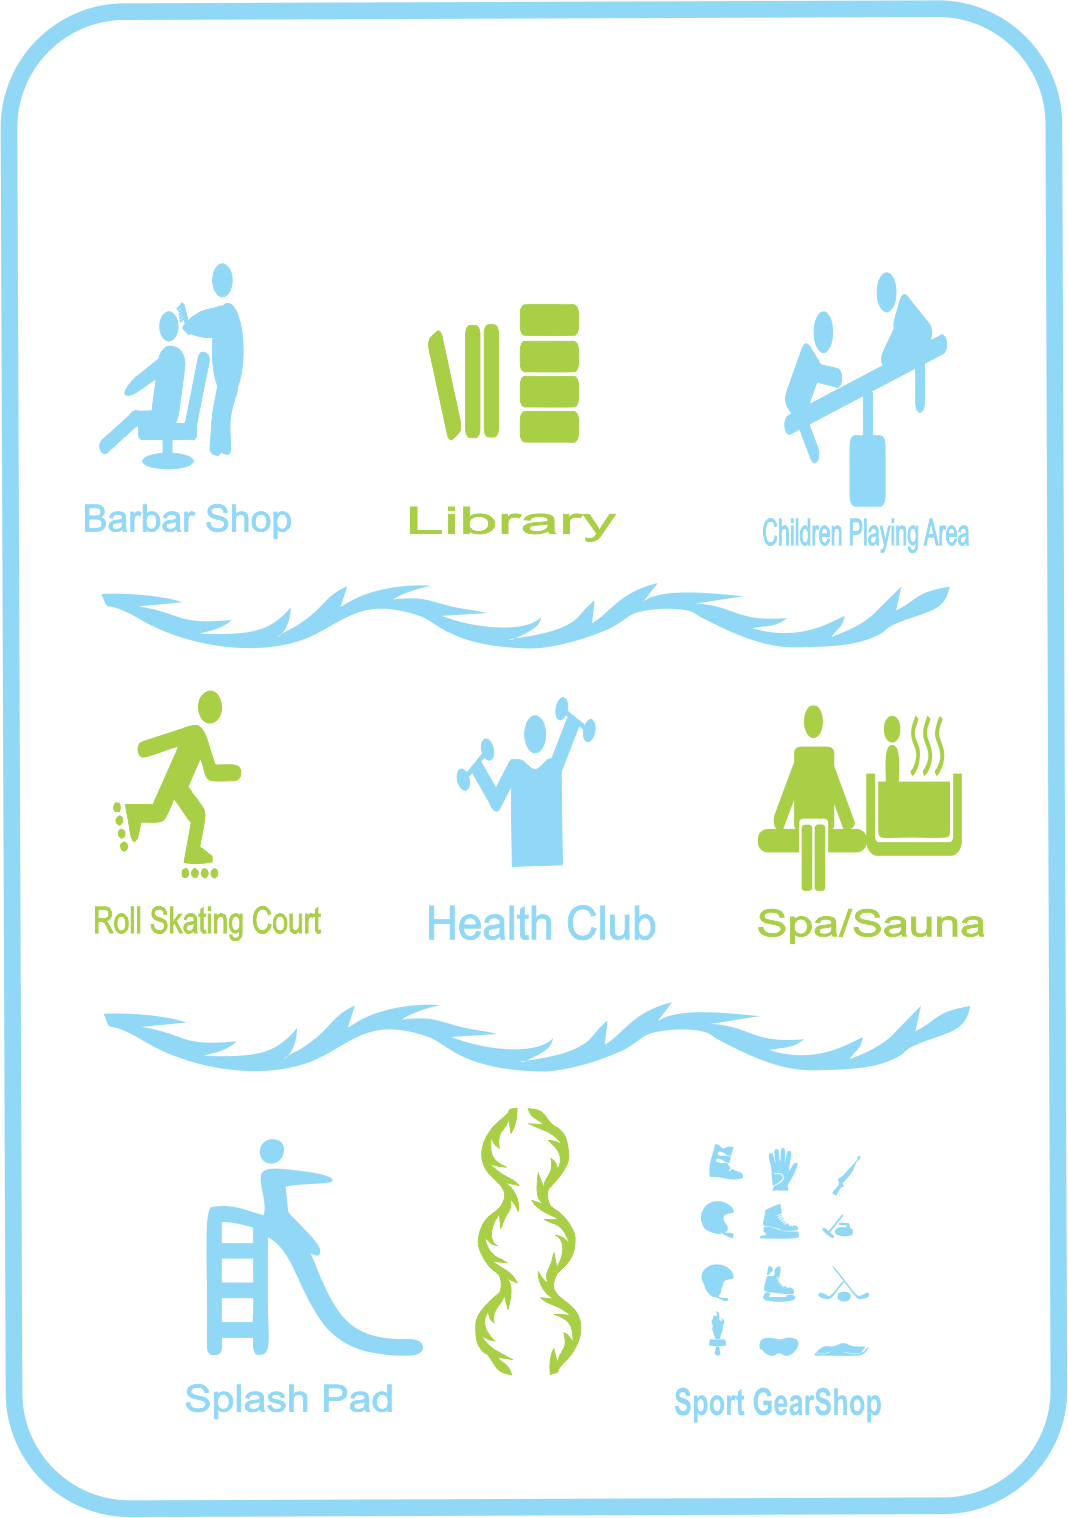 Barbar Shop
Library
Children Playing Area
Roll Skating Court
Health Club
Spa/Sauna
Splash Pad
Sport GearShop